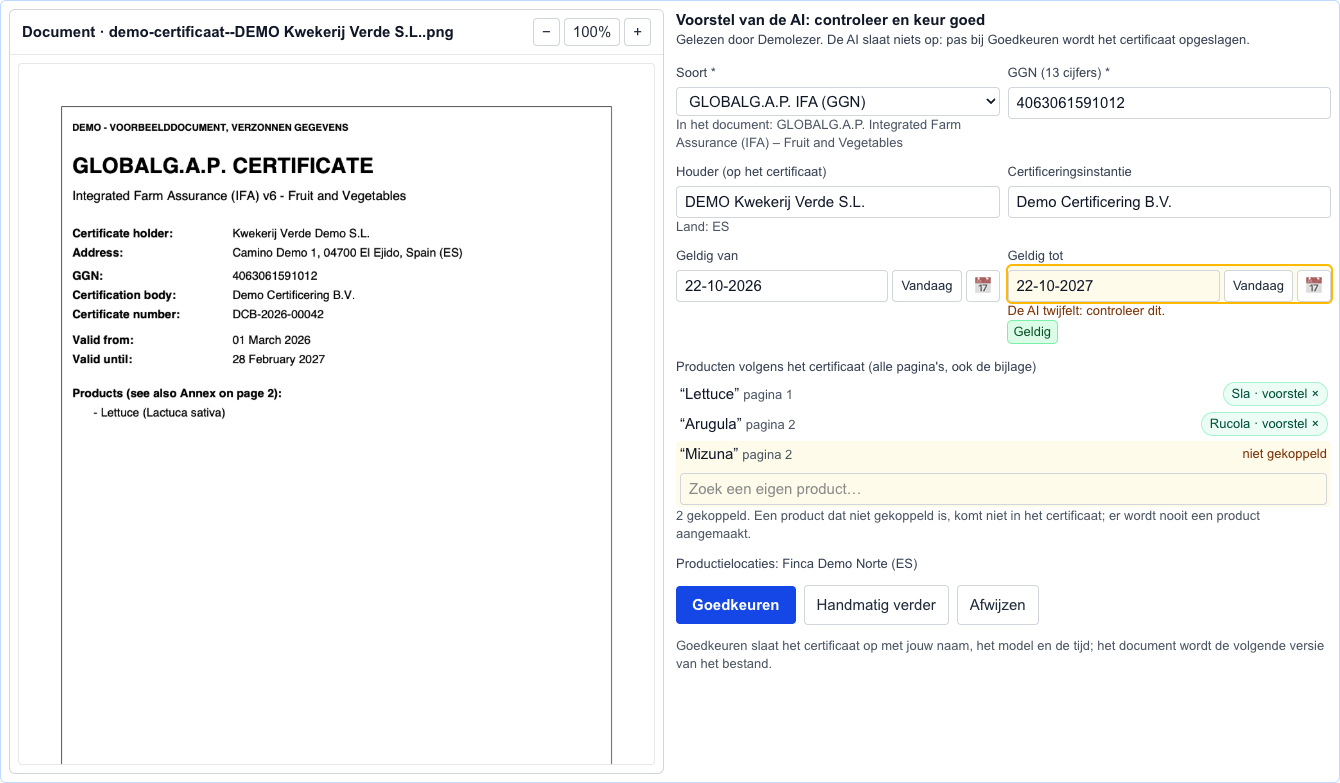 Document · demo-certificaat--DEMO Kwekerij Verde S.L..png
− 100% +
DEMO - VOORBEELDDOCUMENT, VERZONNEN GEGEVENS
GLOBALG.A.P. CERTIFICATE
Integrated Farm Assurance (IFA) v6 - Fruit and Vegetables
Certificate holder: Kwekerij Verde Demo S.L.
Address: Camino Demo 1, 04700 El Ejido, Spain (ES)
GGN: 4063061591012
Certification body: Demo Certificering B.V.
Certificate number: DCB-2026-00042
Valid from: 01 March 2026
Valid until: 28 February 2027
Products (see also Annex on page 2):
- Lettuce (Lactuca sativa)
Voorstel van de AI: controleer en keur goed
Gelezen door Demolezer. De AI slaat niets op: pas bij Goedkeuren wordt het certificaat opgeslagen.
Soort * GGN (13 cijfers) *
GLOBALG.A.P. IFA (GGN) 4063061591012
In het document: GLOBALG.A.P. Integrated Farm
Assurance (IFA) – Fruit and Vegetables
Houder (op het certificaat) Certificeringsinstantie
DEMO Kwekerij Verde S.L. Demo Certificering B.V.
Land: ES
Geldig van Geldig tot
22-10-2026 Vandaag 22-10-2027 Vandaag
De AI twijfelt: controleer dit.
Geldig
Producten volgens het certificaat (alle pagina's, ook de bijlage)
“Lettuce” pagina 1 Sla · voorstel ×
“Arugula” pagina 2 Rucola · voorstel ×
“Mizuna” pagina 2 niet gekoppeld
Zoek een eigen product…
2 gekoppeld. Een product dat niet gekoppeld is, komt niet in het certificaat; er wordt nooit een product
aangemaakt.
Productielocaties: Finca Demo Norte (ES)
Goedkeuren Handmatig verder Afwijzen
Goedkeuren slaat het certificaat op met jouw naam, het model en de tijd; het document wordt de volgende versie
van het bestand.